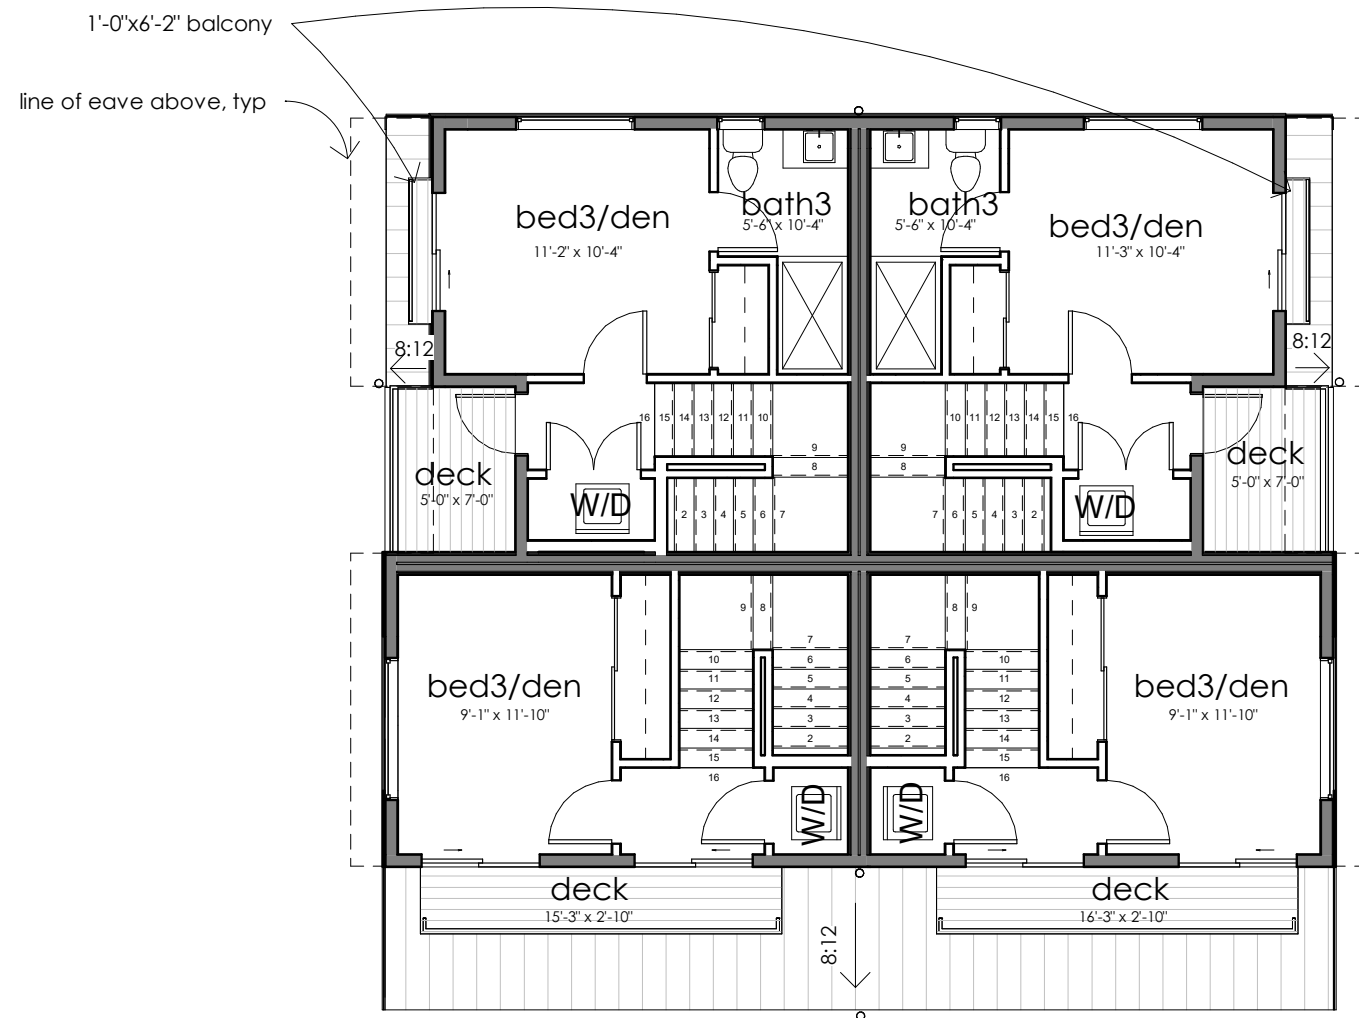 1'-0"x6'-2" balcony
line of eave above, typ
bed3/den
11'-2" x 10'-4"
bath3
5'-6" x 10'-4"
bath3
5'-6" x 10'-4"
bed3/den
11'-3" x 10'-4"
8:12
8:12
16 15 14 13 12 11 10
9
8
10 11 12 13 14 15 16
9
8
deck
5'-0" x 7'-0"
W/D
2 3 4 5 6 7
7 6 5 4 3 2
W/D
deck
5'-0" x 7'-0"
bed3/den
9'-1" x 11'-10"
9 8
7
6
5
4
3
2
10
11
12
13
14
15
16
W/D
8 9
7
6
5
4
3
2
10
11
12
13
14
15
16
W/D
bed3/den
9'-1" x 11'-10"
deck
15'-3" x 2'-10"
8:12
deck
16'-3" x 2'-10"